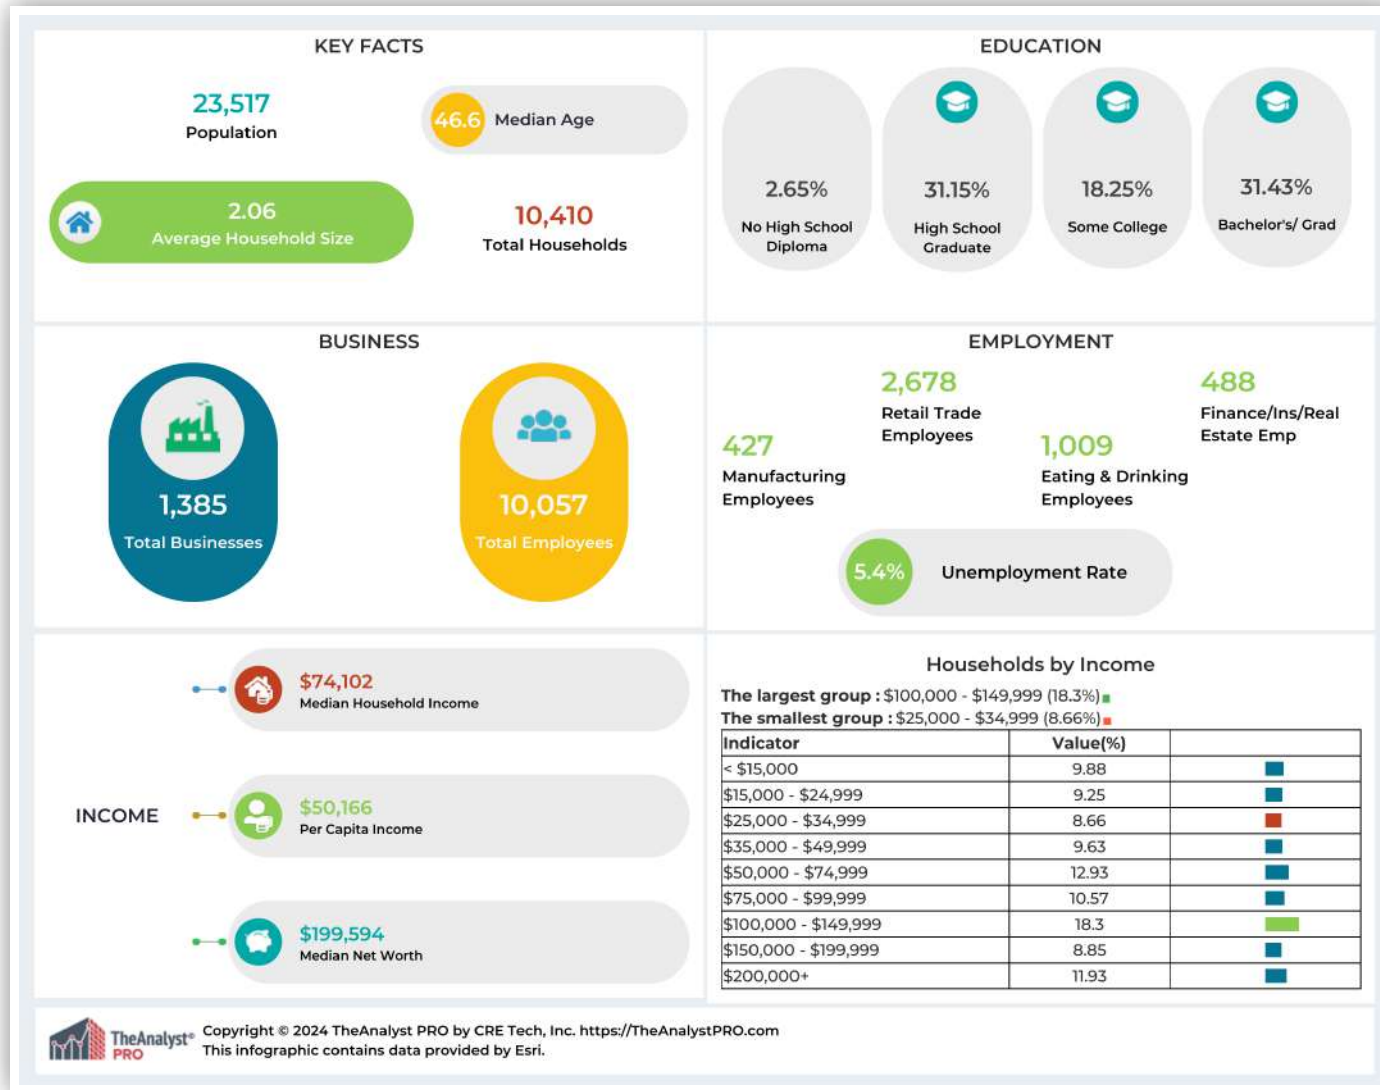 KEY FACTS
23,517
Population
46.6 Median Age
2.06
Average Household Size
10,410
Total Households
EDUCATION
2.65%
No High School
Diploma
31.15%
High School
Graduate
18.25%
Some College
31.43%
Bachelor's/ Grad
BUSINESS
1,385
Total Businesses
10,057
Total Employees
EMPLOYMENT
427
Manufacturing
Employees
2,678
Retail Trade
Employees
1,009
Eating & Drinking
Employees
488
Finance/Ins/Real
Estate Emp
5.4% Unemployment Rate
INCOME
$74,102
Median Household Income
$50,166
Per Capita Income
$199,594
Median Net Worth
Households by Income
The largest group : $100,000 - $149,999 (18.3%)
The smallest group : $25,000 - $34,999 (8.66%)
Indicator Value(%)
< $15,000 9.88
$15,000 - $24,999 9.25
$25,000 - $34,999 8.66
$35,000 - $49,999 9.63
$50,000 - $74,999 12.93
$75,000 - $99,999 10.57
$100,000 - $149,999 18.3
$150,000 - $199,999 8.85
$200,000+ 11.93
TheAnalyst®
PRO
Copyright © 2024 TheAnalyst PRO by CRE Tech, Inc. https://TheAnalystPRO.com
This infographic contains data provided by Esri.